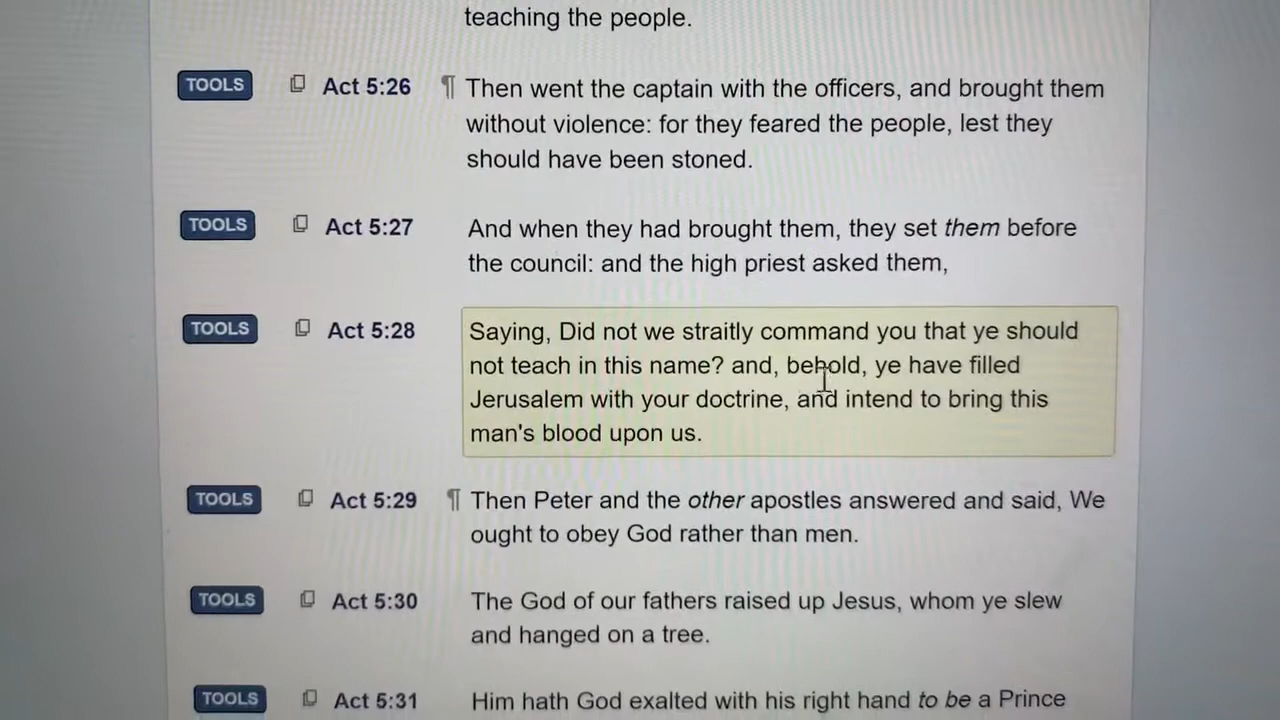 teaching the people.
TOOLS Act 5:26 ¶ Then went the captain with the officers, and brought them
without violence: for they feared the people, lest they
should have been stoned.
TOOLS Act 5:27 And when they had brought them, they set them before
the council: and the high priest asked them,
TOOLS Act 5:28 Saying, Did not we straitly command you that ye should
not teach in this name? and, behold, ye have filled
Jerusalem with your doctrine, and intend to bring this
man's blood upon us.
TOOLS Act 5:29 ¶ Then Peter and the other apostles answered and said, We
ought to obey God rather than men.
TOOLS Act 5:30 The God of our fathers raised up Jesus, whom ye slew
and hanged on a tree.
TOOLS Act 5:31 Him hath God exalted with his right hand to be a Prince